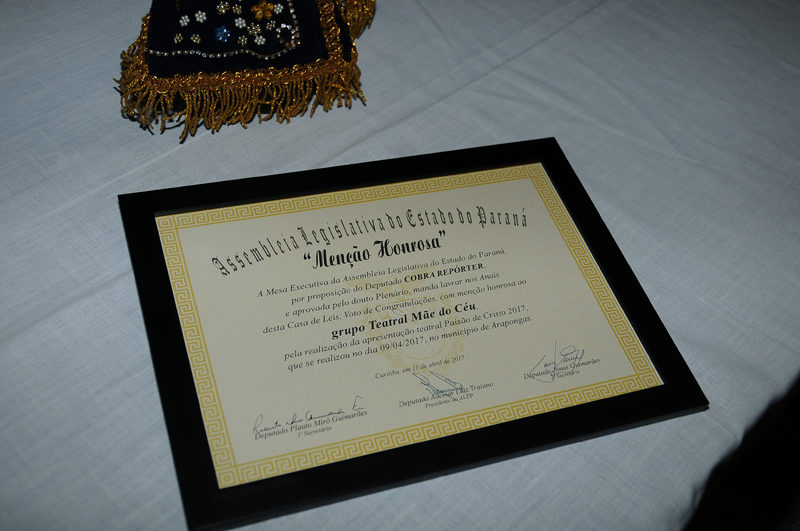 Assembleia Legislativa do Estado do Paraná
"Menção Honrosa"
A Mesa Executiva da Assembleia Legislativa do Estado do Paraná,
por proposição do Deputado COBRA REPÓRTER,
e aprovada pelo douto Plenário, manda lavrar nos Anais
desta Casa de Leis, Voto de Congratulações, com menção honrosa ao
grupo Teatral Mãe do Céu,
pela realização da apresentação teatral Paixão de Cristo 2017,
que se realizou no dia 09/04/2017, no município de Arapongas.
Curitiba, em 11 de abril de 2017
Deputado Plauto Miró Guimarães
1º Secretário
Deputado Ademar Luiz Traiano
Presidente da ALEP
Deputado Jonas Guimarães
3º Secretário